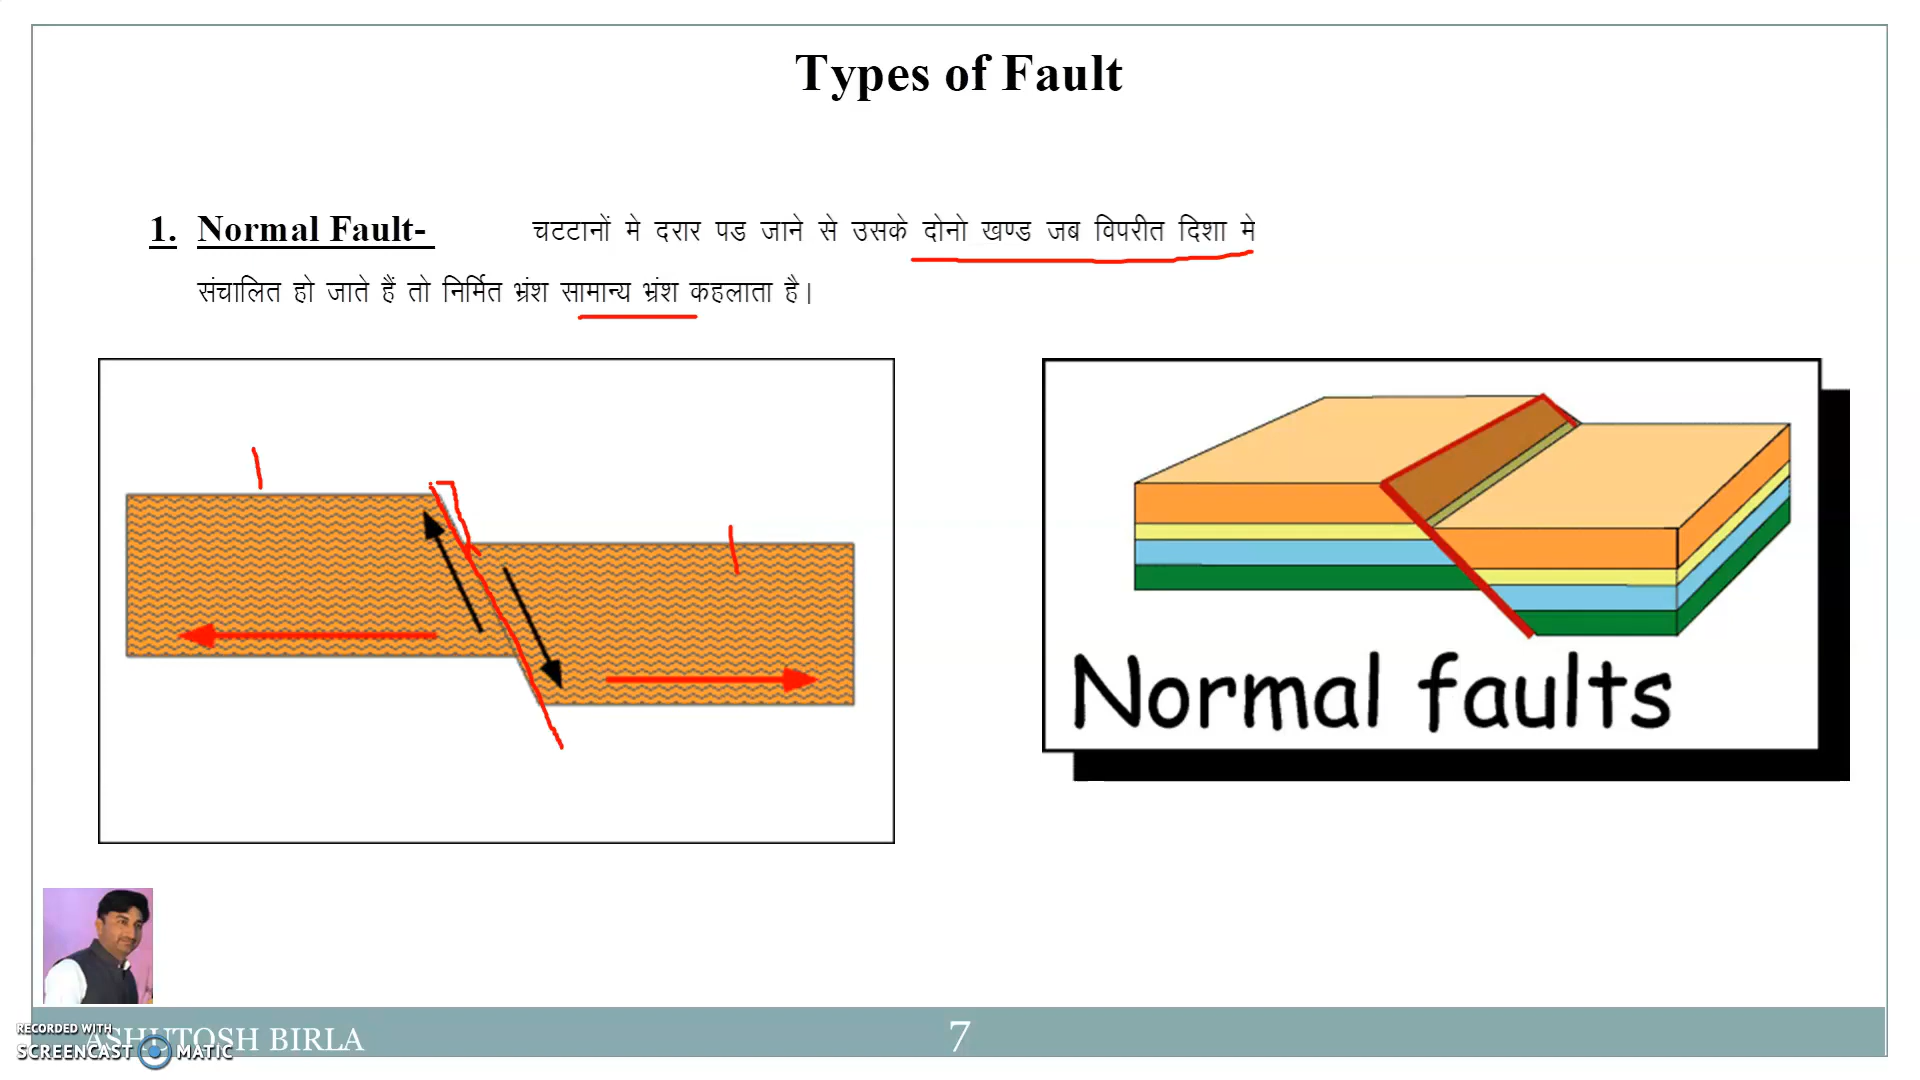 Types of Fault
1. Normal Fault- चटटानों मे दरार पड जाने से उसके दोनो खण्ड जब विपरीत दिशा मे
संचालित हो जाते हैं तो निर्मित भ्रंश सामान्य भ्रंश कहलाता है।
Normal faults
RECORDED WITH
ASHUTOSH BIRLA
7
SCREENCAST MATIC